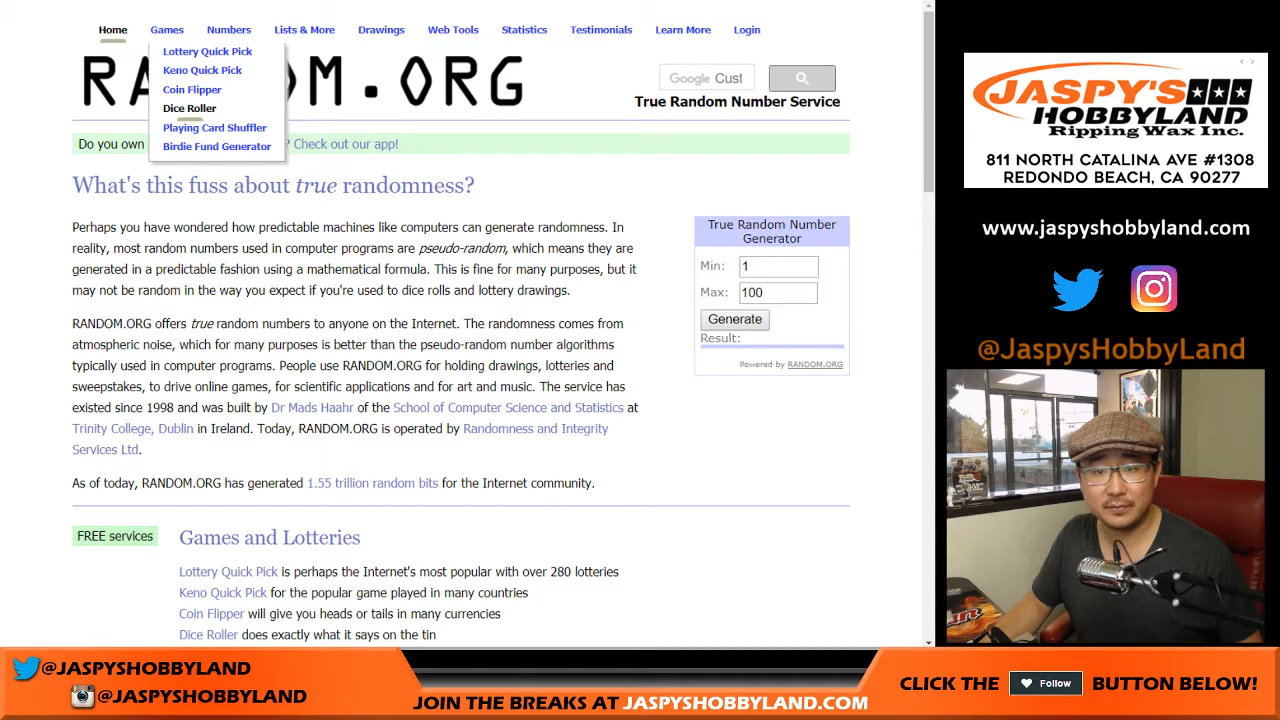 Home Games Numbers Lists & More Drawings Web Tools Statistics Testimonials Learn More Login
Lottery Quick Pick
Keno Quick Pick
Coin Flipper
Dice Roller
Playing Card Shuffler
Birdie Fund Generator
RANDOM.ORG
Google Cust
True Random Number Service
Do you own ? Check out our app!
What's this fuss about true randomness?
Perhaps you have wondered how predictable machines like computers can generate randomness. In
reality, most random numbers used in computer programs are pseudo-random, which means they are
generated in a predictable fashion using a mathematical formula. This is fine for many purposes, but it
may not be random in the way you expect if you're used to dice rolls and lottery drawings.
RANDOM.ORG offers true random numbers to anyone on the Internet. The randomness comes from
atmospheric noise, which for many purposes is better than the pseudo-random number algorithms
typically used in computer programs. People use RANDOM.ORG for holding drawings, lotteries and
sweepstakes, to drive online games, for scientific applications and for art and music. The service has
existed since 1998 and was built by Dr Mads Haahr of the School of Computer Science and Statistics at
Trinity College, Dublin in Ireland. Today, RANDOM.ORG is operated by Randomness and Integrity
Services Ltd.
As of today, RANDOM.ORG has generated 1.55 trillion random bits for the Internet community.
True Random Number
Generator
Min: 1
Max: 100
Generate
Result:
Powered by RANDOM.ORG
FREE services
Games and Lotteries
Lottery Quick Pick is perhaps the Internet's most popular with over 280 lotteries
Keno Quick Pick for the popular game played in many countries
Coin Flipper will give you heads or tails in many currencies
Dice Roller does exactly what it says on the tin
JASPY'S
HOBBYLAND
Ripping Wax Inc.
811 NORTH CATALINA AVE #1308
REDONDO BEACH, CA 90277
www.jaspyshobbyland.com
@JaspysHobbyLand
@JASPYSHOBBYLAND
@JASPYSHOBBYLAND
JOIN THE BREAKS AT JASPYSHOBBYLAND.COM
CLICK THE Follow BUTTON BELOW!